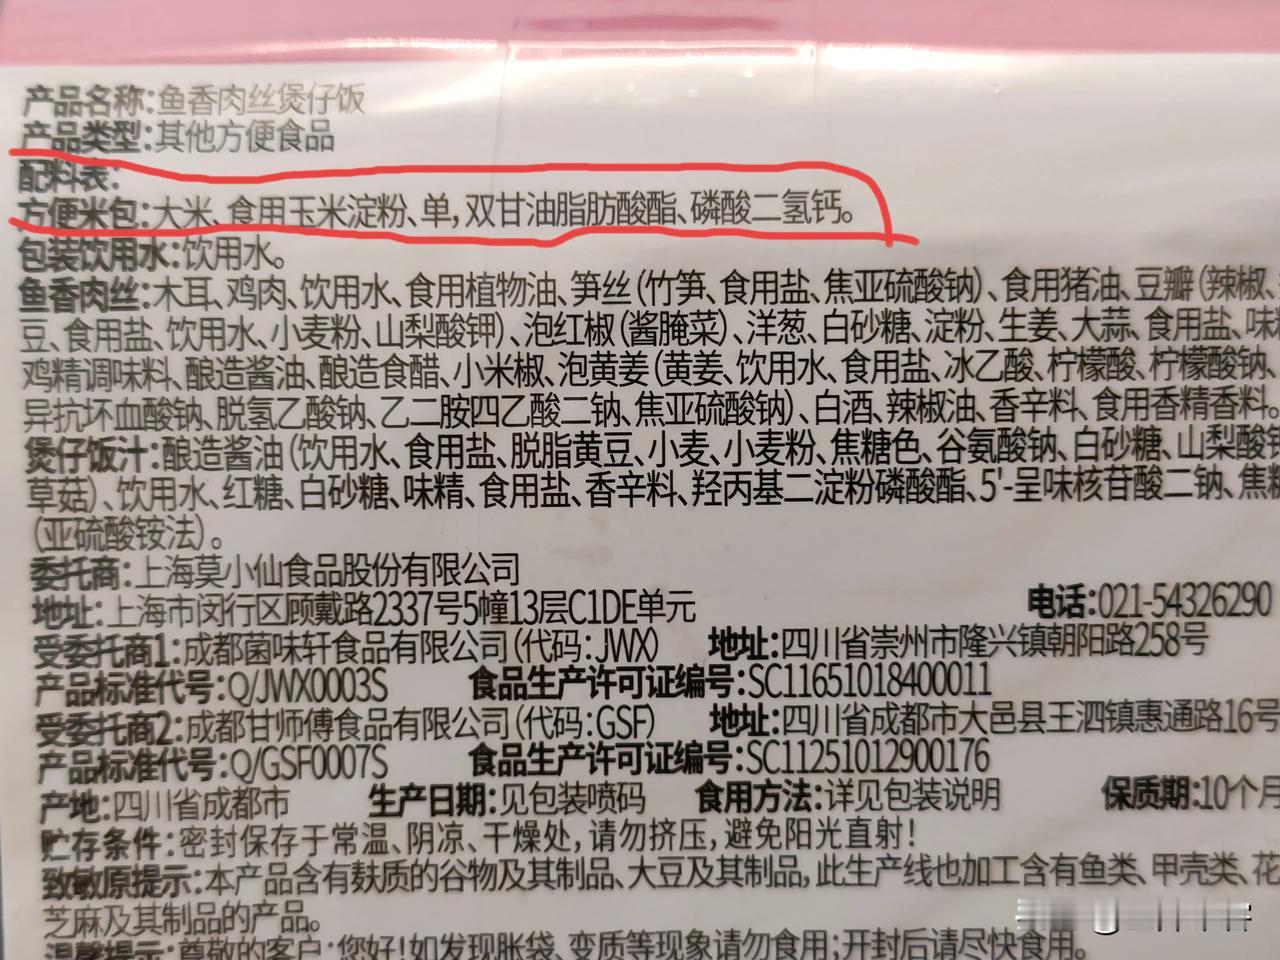 产品名称:鱼香肉丝煲仔饭
产品类型:其他方便食品
配料表:
方便米包:大米、食用玉米淀粉、单,双甘油脂肪酸酯、磷酸二氢钙。
包装饮用水:饮用水。
鱼香肉丝:木耳、鸡肉、饮用水、食用植物油、笋丝(竹笋、食用盐、焦亚硫酸钠)、食用猪油、豆瓣(辣椒、
豆、食用盐、饮用水、小麦粉、山梨酸钾)、泡红椒(酱腌菜)、洋葱、白砂糖、淀粉、生姜、大蒜、食用盐、味
鸡精调味料、酿造酱油、酿造食醋、小米椒、泡黄姜(黄姜、饮用水、食用盐、冰乙酸、柠檬酸、柠檬酸钠、
异抗坏血酸钠、脱氢乙酸钠、乙二胺四乙酸二钠、焦亚硫酸钠)、白酒、辣椒油、香辛料、食用香精香料。
煲仔饭汁:酿造酱油(饮用水、食用盐、脱脂黄豆、小麦、小麦粉、焦糖色、谷氨酸钠、白砂糖、山梨酸钾
草菇)、饮用水、红糖、白砂糖、味精、食用盐、香辛料、羟丙基二淀粉磷酸酯、5'-呈味核苷酸二钠、焦糖
(亚硫酸铵法)。
委托商:上海莫小仙食品股份有限公司
地址:上海市闵行区顾戴路2337号5幢13层C1DE单元 电话:021-54326290
受委托商1:成都菌味轩食品有限公司(代码:JWX) 地址:四川省崇州市隆兴镇朝阳路258号
产品标准代号:Q/JWX0003S 食品生产许可证编号:SC11651018400011
受委托商2:成都甘师傅食品有限公司(代码:GSF) 地址:四川省成都市大邑县王泗镇惠通路16号
产品标准代号:Q/GSF0007S 食品生产许可证编号:SC11251012900176
产地:四川省成都市 生产日期:见包装喷码 食用方法:详见包装说明 保质期:10个月
贮存条件:密封保存于常温、阴凉、干燥处,请勿挤压,避免阳光直射!
致敏原提示:本产品含有麸质的谷物及其制品、大豆及其制品,此生产线也加工含有鱼类、甲壳类、花
芝麻及其制品的产品。
温馨提示:尊敬的客户:您好!如发现胀袋、变质等现象请勿食用;开封后请尽快食用。